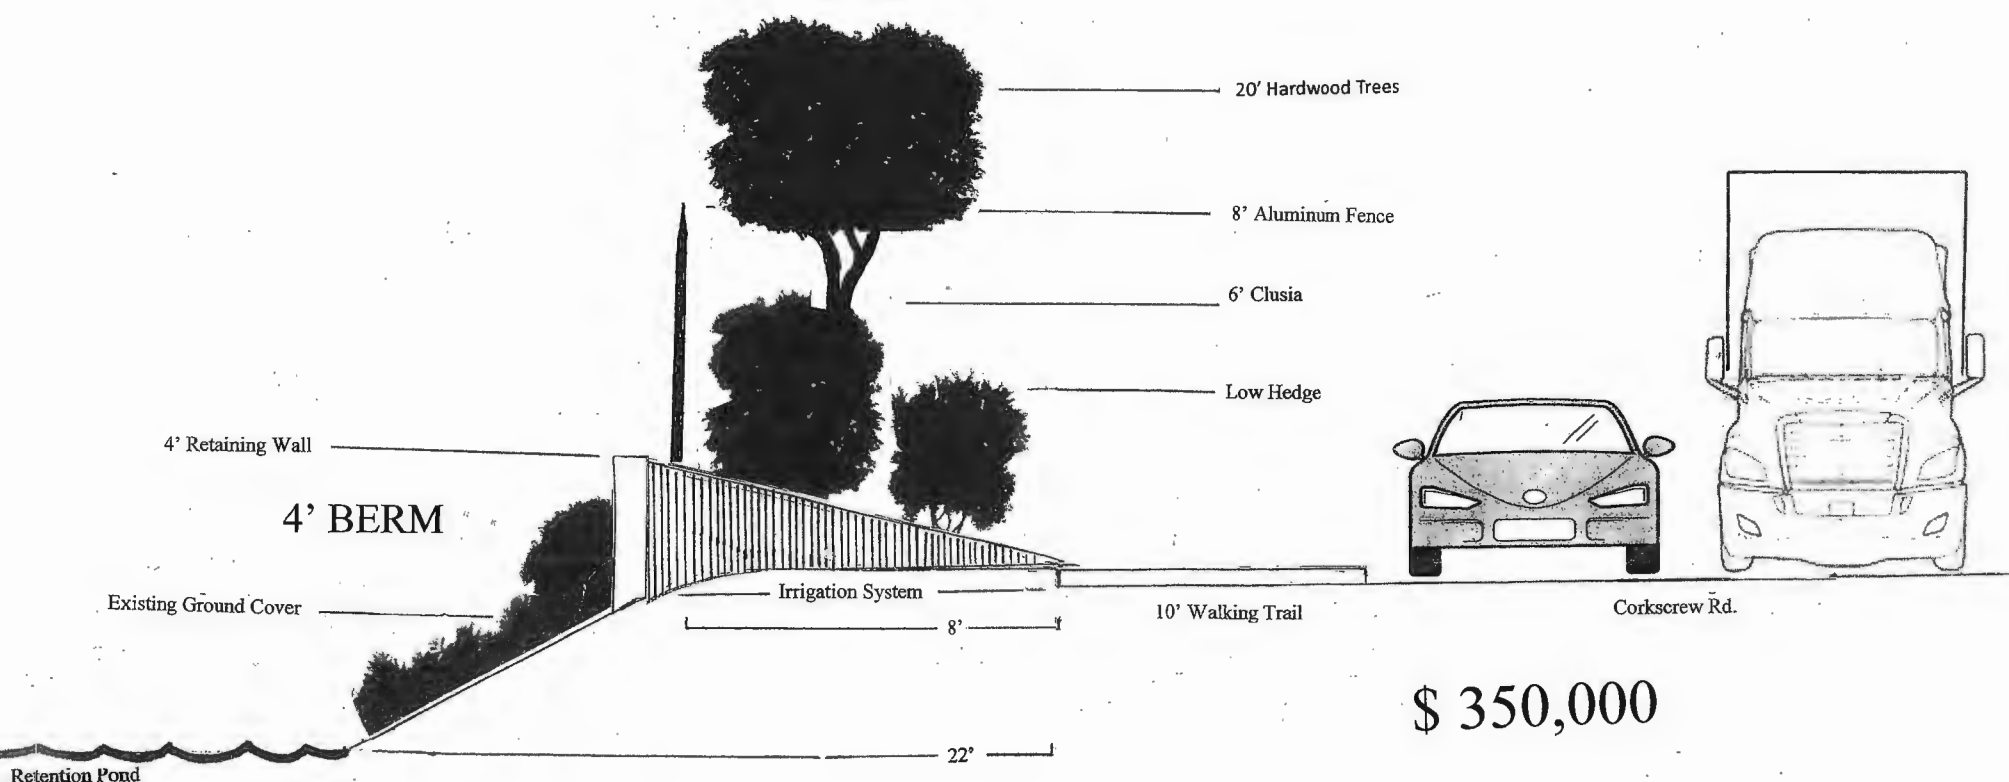 20' Hardwood Trees
8' Aluminum Fence
6' Clusia
Low Hedge
4' Retaining Wall
4' BERM
Existing Ground Cover
Irrigation System
8'
10' Walking Trail
Corkscrew Rd.
$ 350,000
22'
Retention Pond